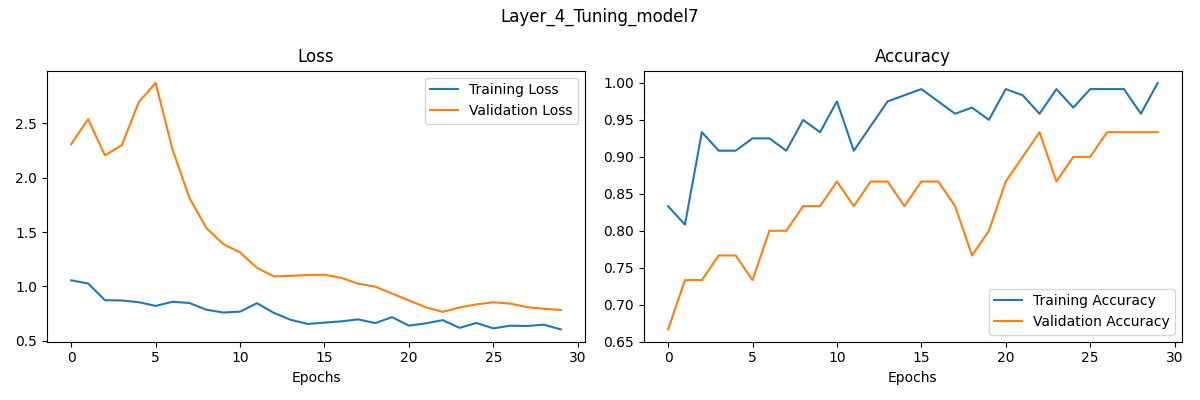 Layer_4_Tuning_model7
Loss
Training Loss
Validation Loss
2.5
2.0
1.5
1.0
0.5
0 5 10 15 20 25 30
Epochs
Accuracy
1.00
0.95
0.90
0.85
0.80
0.75
0.70
0.65
Training Accuracy
Validation Accuracy
0 5 10 15 20 25 30
Epochs